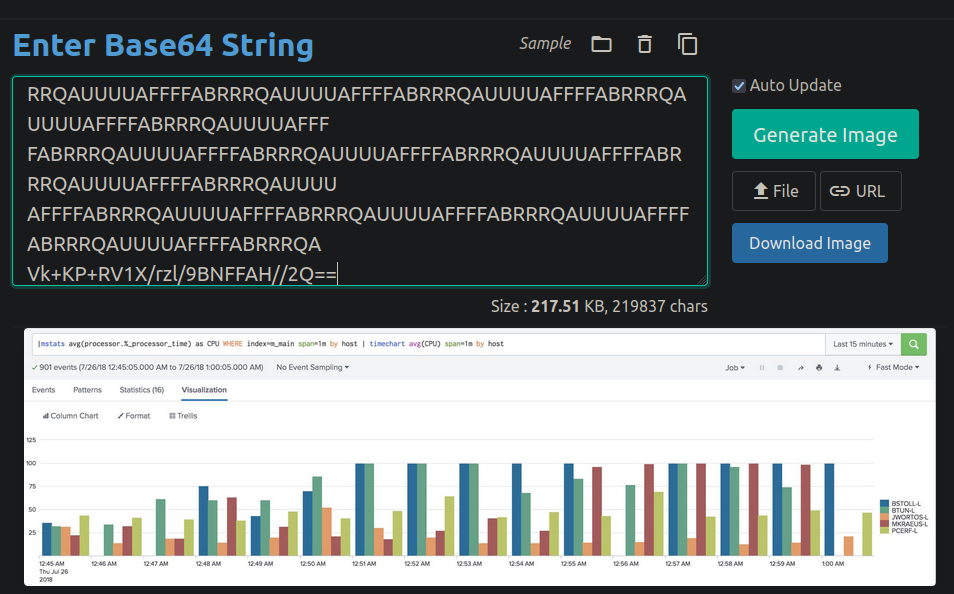 Enter Base64 String
Sample
RRQAUUUUAFFFFABRRRQAUUUUAFFFFABRRRQAUUUUAFFFFABRRRQA
UUUUAFFFFABRRRQAUUUUAFFF
FABRRRQAUUUUAFFFFABRRRQAUUUUAFFFFABRRRQAUUUUAFFFFABR
RRQAUUUUAFFFFABRRRQAUUUU
AFFFFABRRRQAUUUUAFFFFABRRRQAUUUUAFFFFABRRRQAUUUUAFFFF
ABRRRQAUUUUAFFFFABRRRQA
Vk+KP+RV1X/rzl/9BNFFAH//2Q==
Auto Update
Generate Image
File
URL
Download Image
Size : 217.51 KB, 219837 chars
|mstats avg(processor.%_processor_time) as CPU WHERE index=m_main span=1m by host | timechart avg(CPU) span=1m by host
Last 15 minutes
901 events (7/26/18 12:45:05.000 AM to 7/26/18 1:00:05.000 AM)
No Event Sampling
Job
Fast Mode
Events
Patterns
Statistics (16)
Visualization
Column Chart
Format
Trellis
125
100
75
50
25
BSTOLL-L
BTUN-L
JWORTOS-L
MKRAEUS-L
PCERF-L
12:45 AM
Thu Jul 26
2018
12:46 AM
12:47 AM
12:48 AM
12:49 AM
12:50 AM
12:51 AM
12:52 AM
12:53 AM
12:54 AM
12:55 AM
12:56 AM
12:57 AM
12:58 AM
12:59 AM
1:00 AM